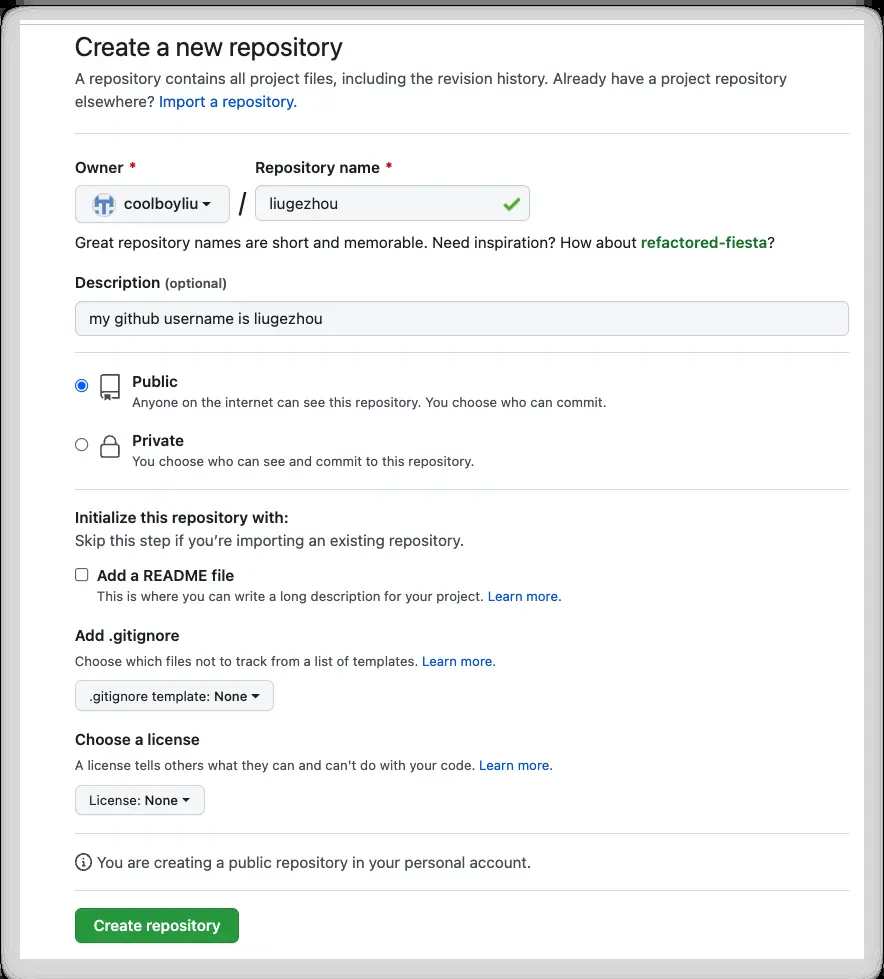 Create a new repository
A repository contains all project files, including the revision history. Already have a project repository
elsewhere? Import a repository.
Owner * Repository name *
coolboyliu / liugezhou
Great repository names are short and memorable. Need inspiration? How about refactored-fiesta?
Description (optional)
my github username is liugezhou
Public
Anyone on the internet can see this repository. You choose who can commit.
Private
You choose who can see and commit to this repository.
Initialize this repository with:
Skip this step if you’re importing an existing repository.
Add a README file
This is where you can write a long description for your project. Learn more.
Add .gitignore
Choose which files not to track from a list of templates. Learn more.
.gitignore template: None
Choose a license
A license tells others what they can and can't do with your code. Learn more.
License: None
You are creating a public repository in your personal account.
Create repository